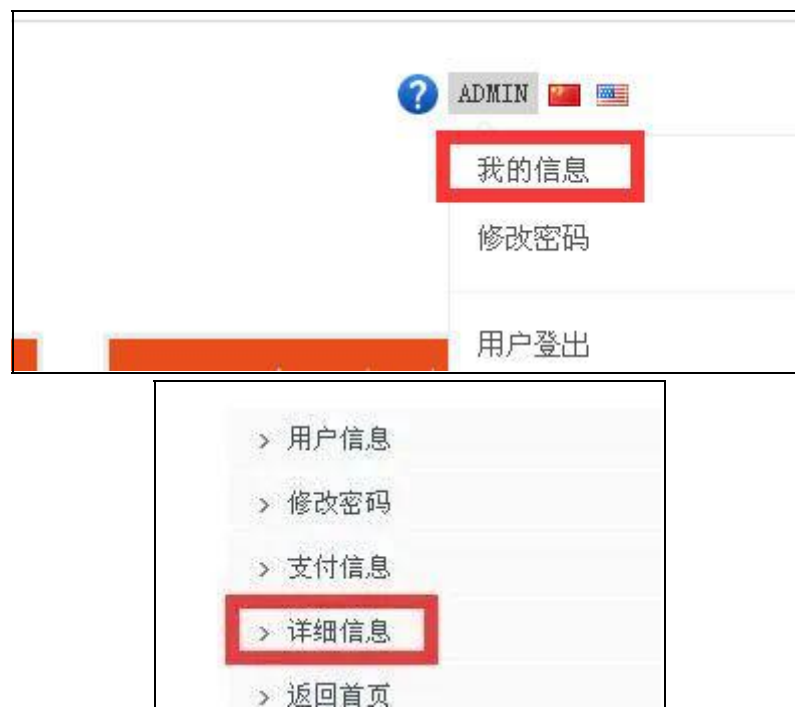 ? ADMIN
我的信息
修改密码
用户登出
> 用户信息
> 修改密码
> 支付信息
> 详细信息
> 返回首页